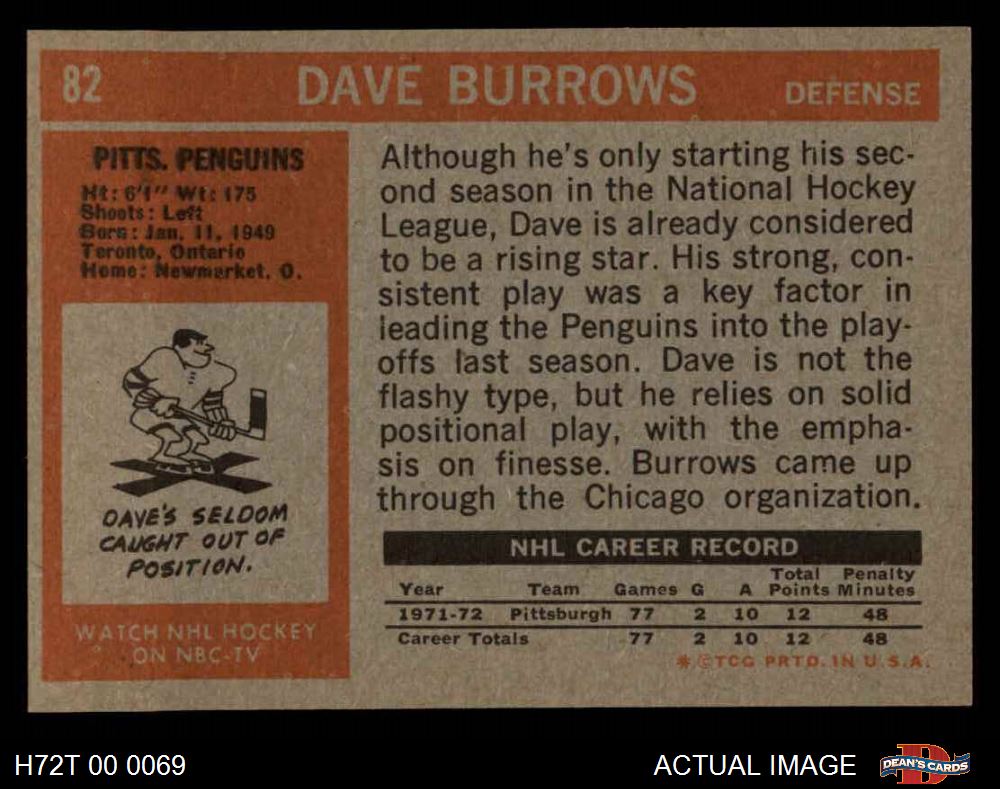 82 DAVE BURROWS DEFENSE
PITTS. PENGUINS
Ht: 6'1" Wt: 175
Shoots: Left
Born: Jan. 11, 1949
Toronto, Ontario
Home: Newmarket, O.
DAVE'S SELDOM
CAUGHT OUT OF
POSITION.
WATCH NHL HOCKEY
ON NBC-TV
Although he's only starting his sec-
ond season in the National Hockey
League, Dave is already considered
to be a rising star. His strong, con-
sistent play was a key factor in
leading the Penguins into the play-
offs last season. Dave is not the
flashy type, but he relies on solid
positional play, with the empha-
sis on finesse. Burrows came up
through the Chicago organization.
NHL CAREER RECORD
Year Team Games G A Total Points Penalty Minutes
1971-72 Pittsburgh 77 2 10 12 48
Career Totals 77 2 10 12 48
*©TCG PRTD. IN U.S.A.
H72T 00 0069
ACTUAL IMAGE
DEAN'S CARDS